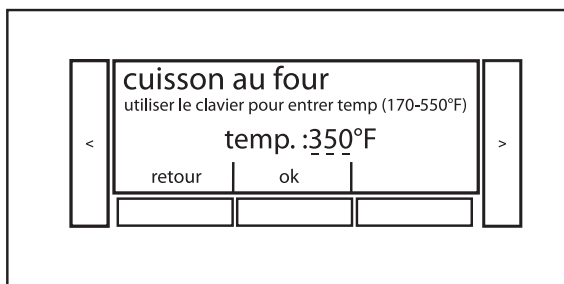 cuisson au four
utiliser le clavier pour entrer temp (170-550°F)
< temp. :350°F >
retour ok